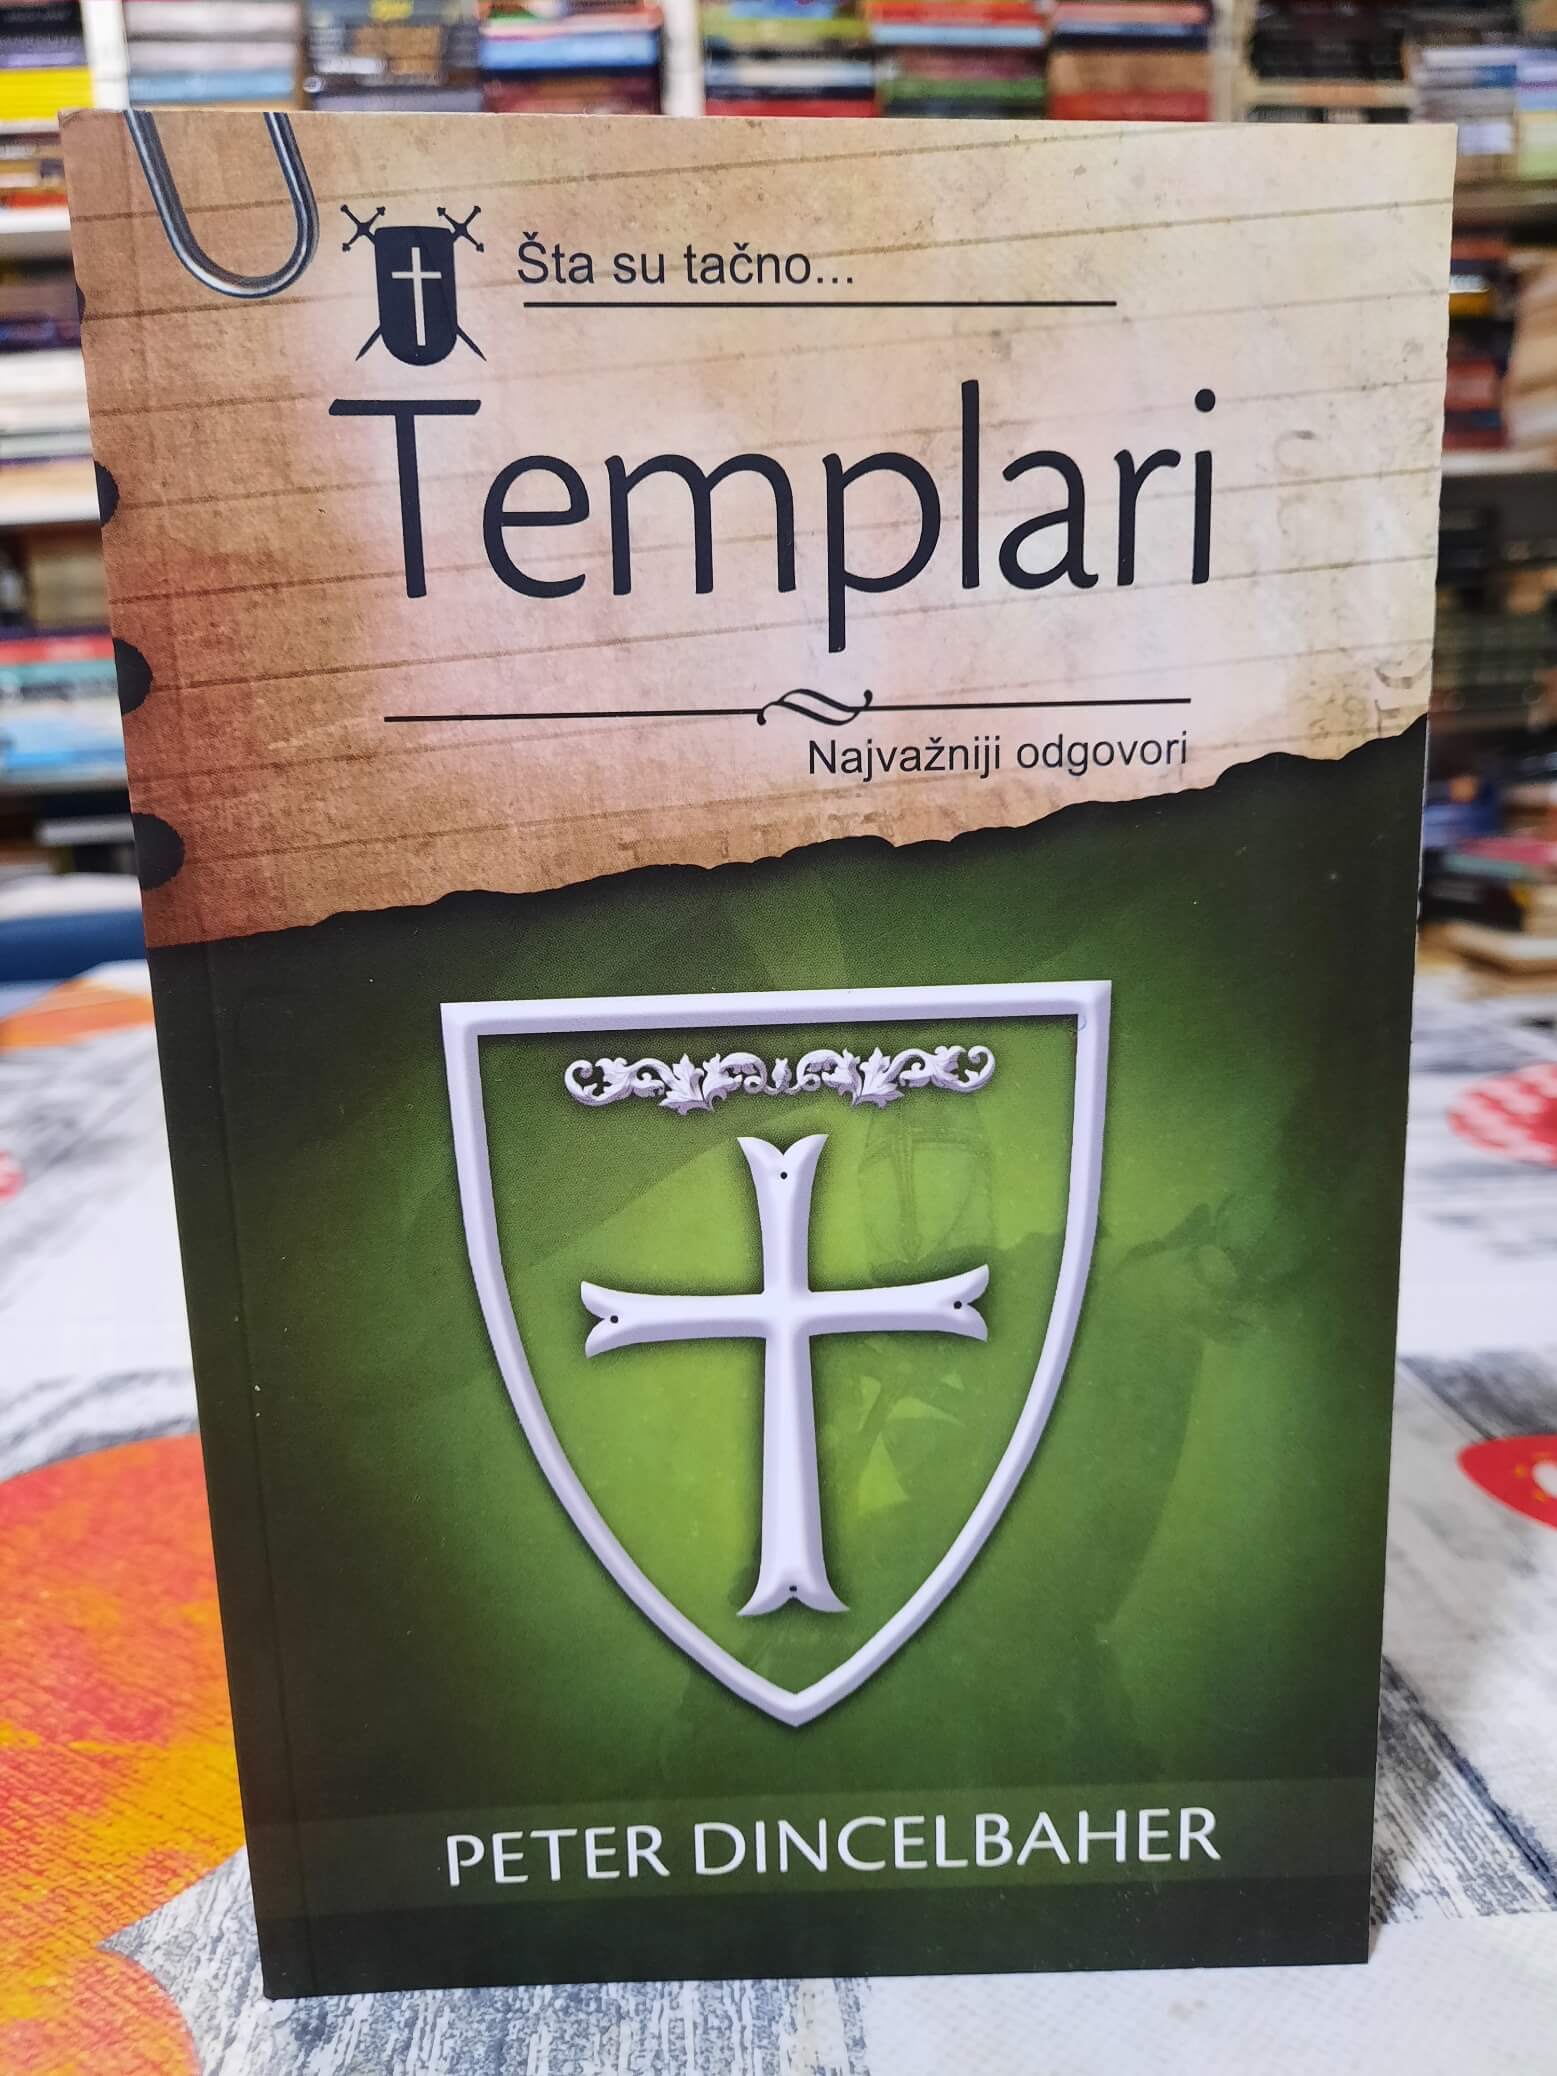 Šta su tačno...
Templari
Najvažniji odgovori
PETER DINCELBAHER